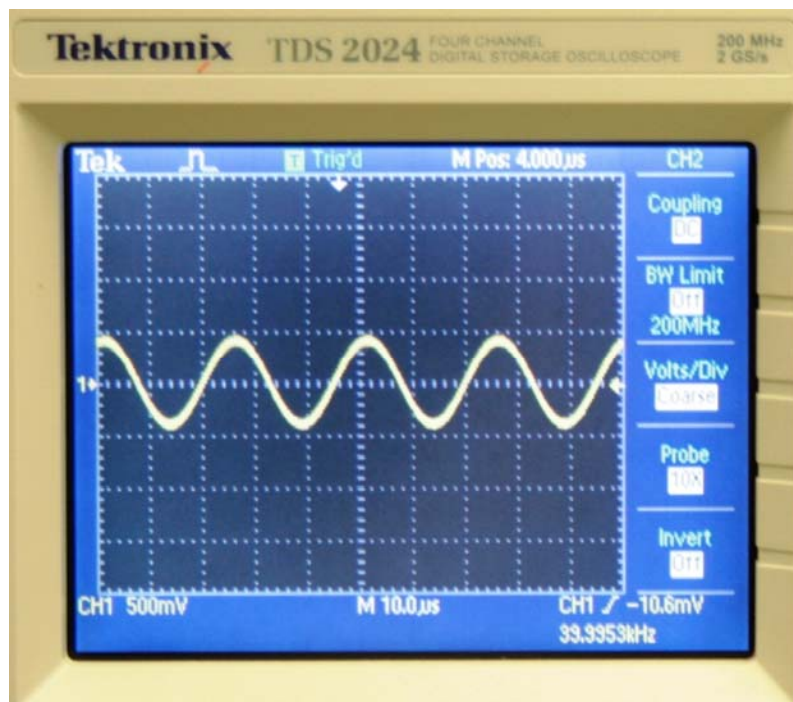 Tektronix TDS 2024 FOUR CHANNEL DIGITAL STORAGE OSCILLOSCOPE 200 MHz 2 GS/s
Tek T Trig'd M Pos: 4.000µs CH2
Coupling
DC
BW Limit
Off
200MHz
Volts/Div
Coarse
Probe
10X
Invert
Off
1
CH1 500mV M 10.0µs CH1 -10.6mV
39.9953kHz